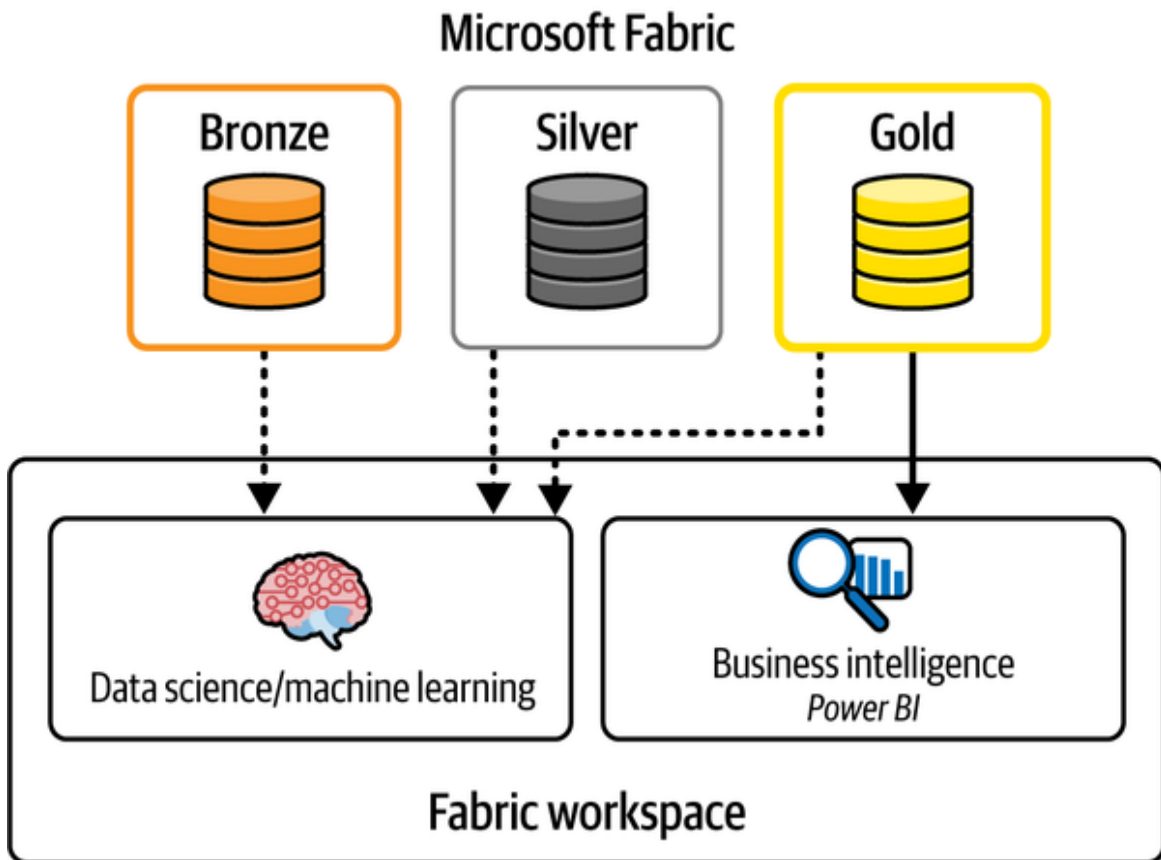 Microsoft Fabric
Bronze
Silver
Gold
Data science/machine learning
Business intelligence
Power BI
Fabric workspace